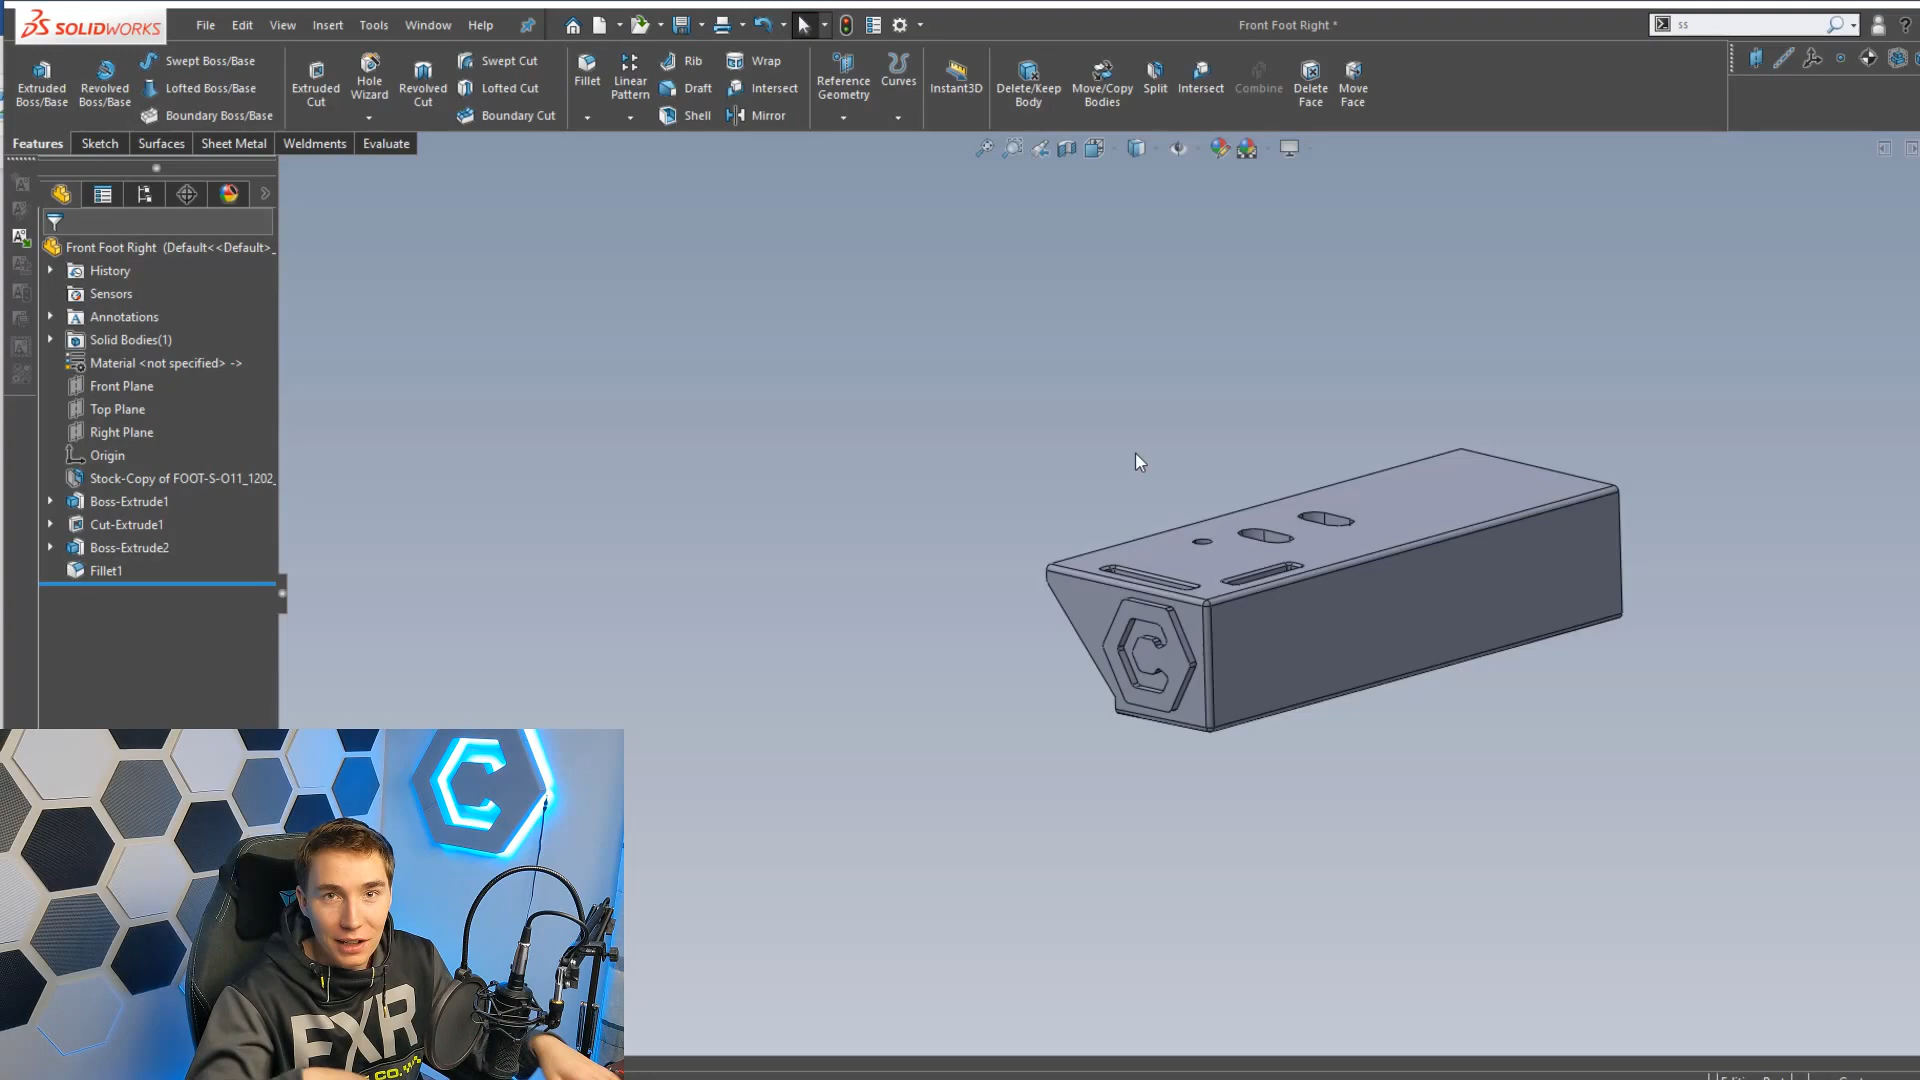 SOLIDWORKS File Edit View Insert Tools Window Help Front Foot Right * ss ?
Extruded Boss/Base
Revolved Boss/Base
Swept Boss/Base
Lofted Boss/Base
Boundary Boss/Base
Extruded Cut
Hole Wizard
Revolved Cut
Swept Cut
Lofted Cut
Boundary Cut
Fillet
Linear Pattern
Rib
Draft
Shell
Wrap
Intersect
Mirror
Reference Geometry
Curves
Instant3D
Delete/Keep Body
Move/Copy Bodies
Split
Intersect
Combine
Delete Face
Move Face
Features Sketch Surfaces Sheet Metal Weldments Evaluate
Front Foot Right (Default<<Default>_
History
Sensors
Annotations
Solid Bodies(1)
Material <not specified> ->
Front Plane
Top Plane
Right Plane
Origin
Stock-Copy of FOOT-S-O11_1202_
Boss-Extrude1
Cut-Extrude1
Boss-Extrude2
Fillet1
C
C
FXR
CO.